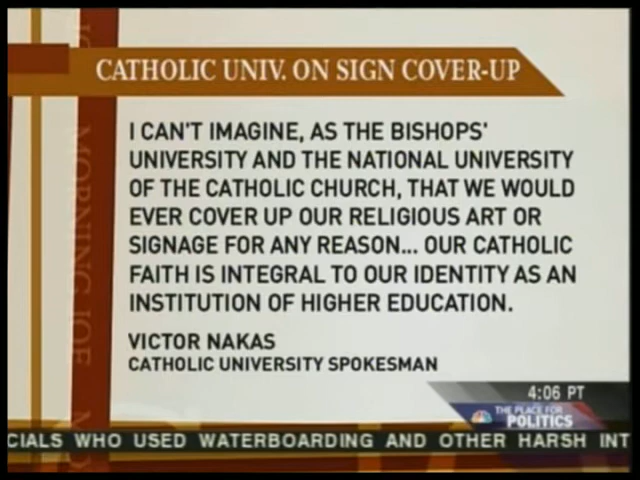 CATHOLIC UNIV. ON SIGN COVER-UP
I CAN'T IMAGINE, AS THE BISHOPS'
UNIVERSITY AND THE NATIONAL UNIVERSITY
OF THE CATHOLIC CHURCH, THAT WE WOULD
EVER COVER UP OUR RELIGIOUS ART OR
SIGNAGE FOR ANY REASON... OUR CATHOLIC
FAITH IS INTEGRAL TO OUR IDENTITY AS AN
INSTITUTION OF HIGHER EDUCATION.
VICTOR NAKAS
CATHOLIC UNIVERSITY SPOKESMAN
MORNING JOE
4:06 PT
THE PLACE FOR
POLITICS
CIALS WHO USED WATERBOARDING AND OTHER HARSH INT